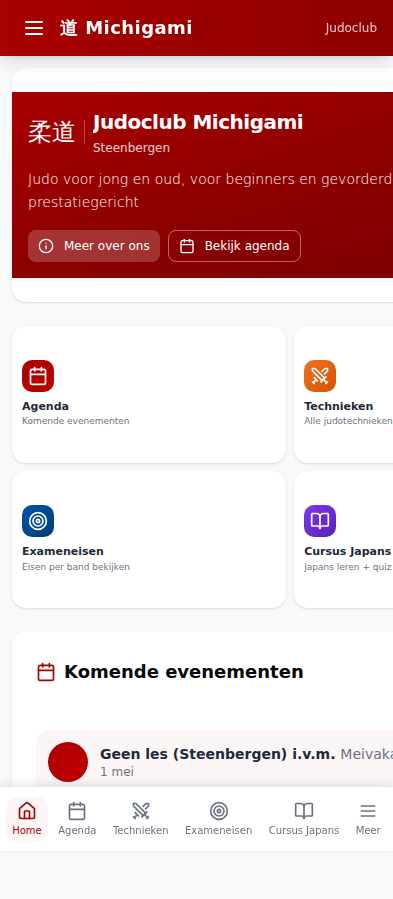 道 Michigami
Judoclub
柔道
Judoclub Michigami
Steenbergen
Judo voor jong en oud, voor beginners en gevorderd
prestatiegericht
Meer over ons
Bekijk agenda
Agenda
Komende evenementen
Technieken
Alle judotechnieken
Exameneisen
Eisen per band bekijken
Cursus Japans
Japans leren + quiz
Komende evenementen
Geen les (Steenbergen) i.v.m. Meivaka
1 mei
Home
Agenda
Technieken
Exameneisen
Cursus Japans
Meer